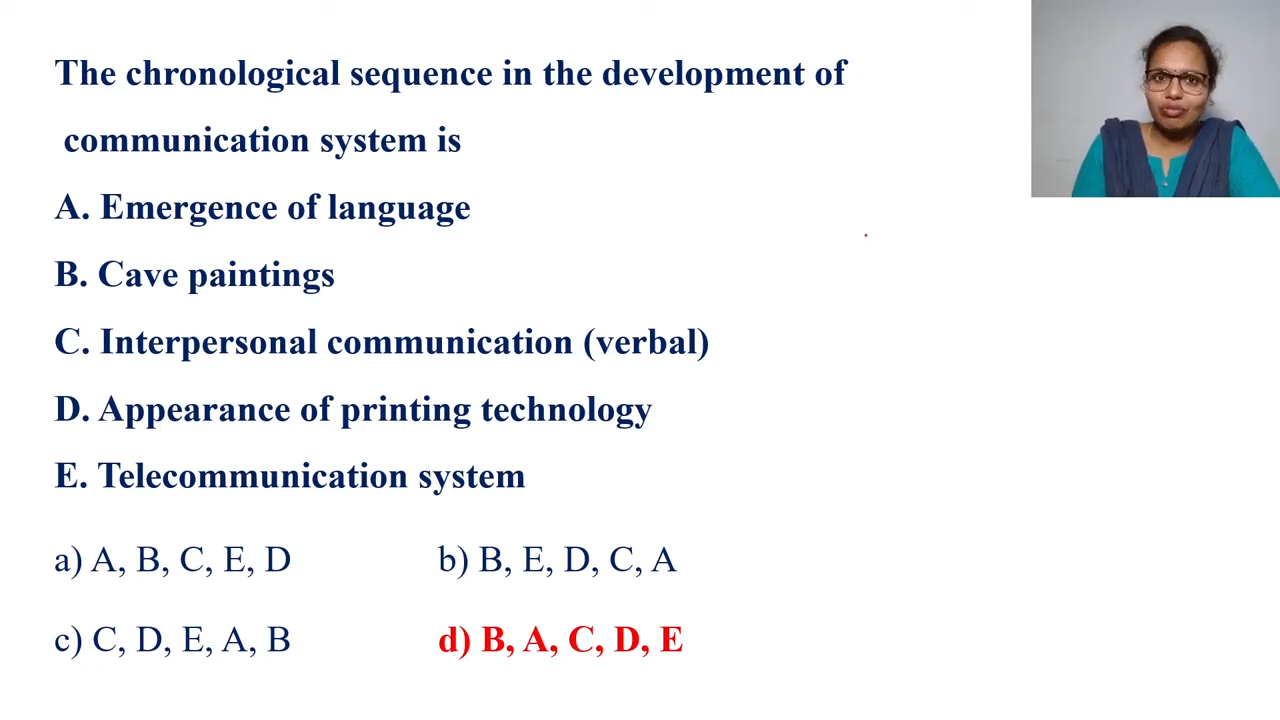 The chronological sequence in the development of
communication system is
A. Emergence of language
B. Cave paintings
C. Interpersonal communication (verbal)
D. Appearance of printing technology
E. Telecommunication system
a) A, B, C, E, D b) B, E, D, C, A
c) C, D, E, A, B d) B, A, C, D, E